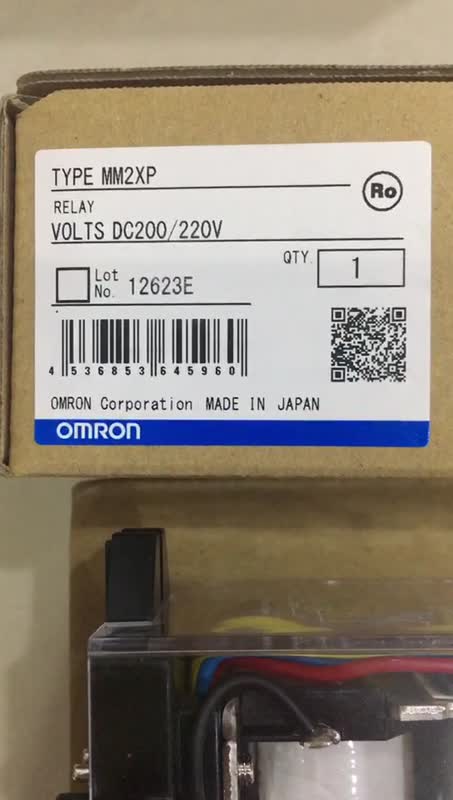 TYPE MM2XP
Ro
RELAY
VOLTS DC200/220V
QTY. 1
Lot No. 12623E
4 536853 645960
OMRON Corporation MADE IN JAPAN
OMRON